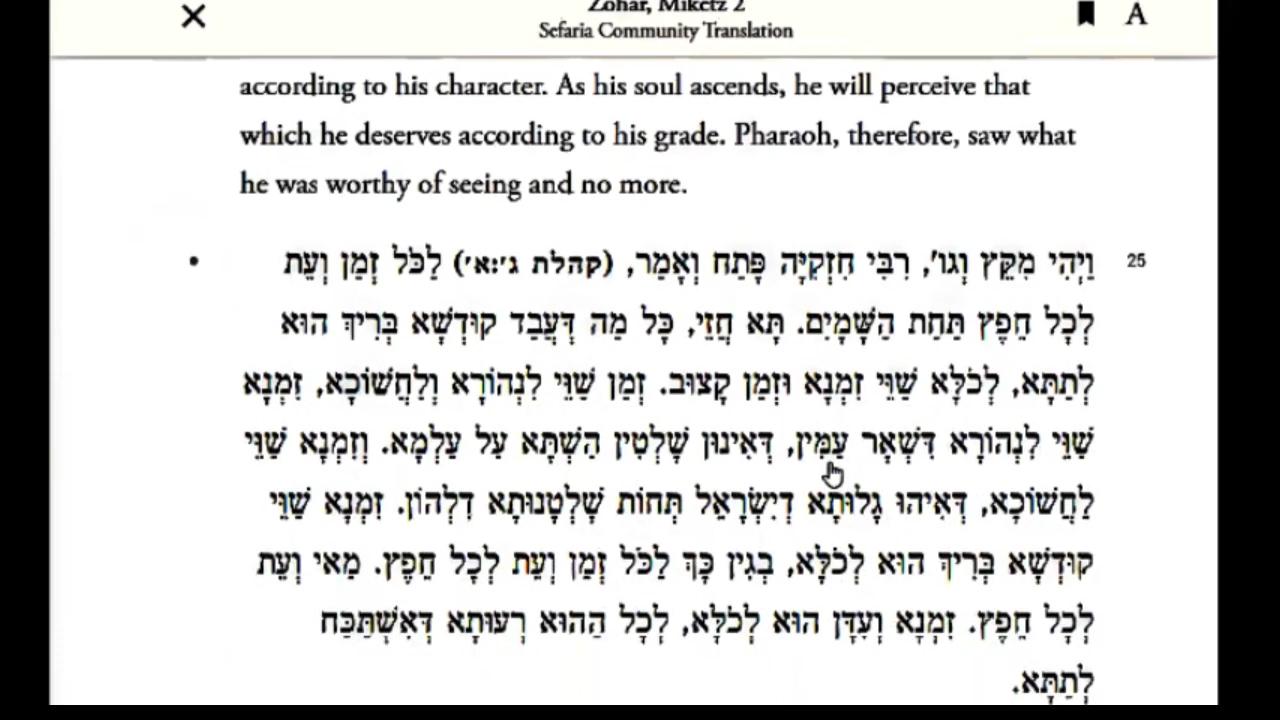 Zohar, Miketz 2
Sefaria Community Translation
A
according to his character. As his soul ascends, he will perceive that
which he deserves according to his grade. Pharaoh, therefore, saw what
he was worthy of seeing and no more.
25
וַיְהִי מִקֵּץ וְגוֹ', רִבִּי חִזְקִיָּה פָּתַח וְאָמַר, (קהלת ג':א') לַכֹּל זְמַן וְעֵת
לְכָל חֵפֶץ תַּחַת הַשָּׁמָיִם. תָּא חֲזֵי, כָּל מַה דְּעֲבַד קוּדְשָׁא בְּרִיךְ הוּא
לְתַתָּא, לְכֹלָּא שַׁוֵּי זִמְנָא וּזְמַן קָצוּב. זְמַן שַׁוֵּי לִנְהוֹרָא וְלַחֲשׁוֹכָא, זִמְנָא
שַׁוֵּי לִנְהוֹרָא דִּשְׁאָר עַמִּין, דְּאִינוּן שָׁלְטִין הַשְׁתָּא עַל עַלְמָא. וְזִמְנָא שַׁוֵּי
לַחֲשׁוֹכָא, דְּאִיהוּ גָּלוּתָא דְיִשְׂרָאֵל תְּחוֹת שָׁלְטָנוּתָא דִלְהוֹן. זִמְנָא שַׁוֵּי
קוּדְשָׁא בְּרִיךְ הוּא לְכֹלָּא, בְּגִין כָּךְ לַכֹּל זְמַן וְעֵת לְכָל חֵפֶץ. מַאי וְעֵת
לְכָל חֵפֶץ. זִמְנָא וְעִדָּן הוּא לְכֹלָּא, לְכָל הַהוּא רְעוּתָא דְּאִשְׁתַּכַּח
לְתַתָּא.